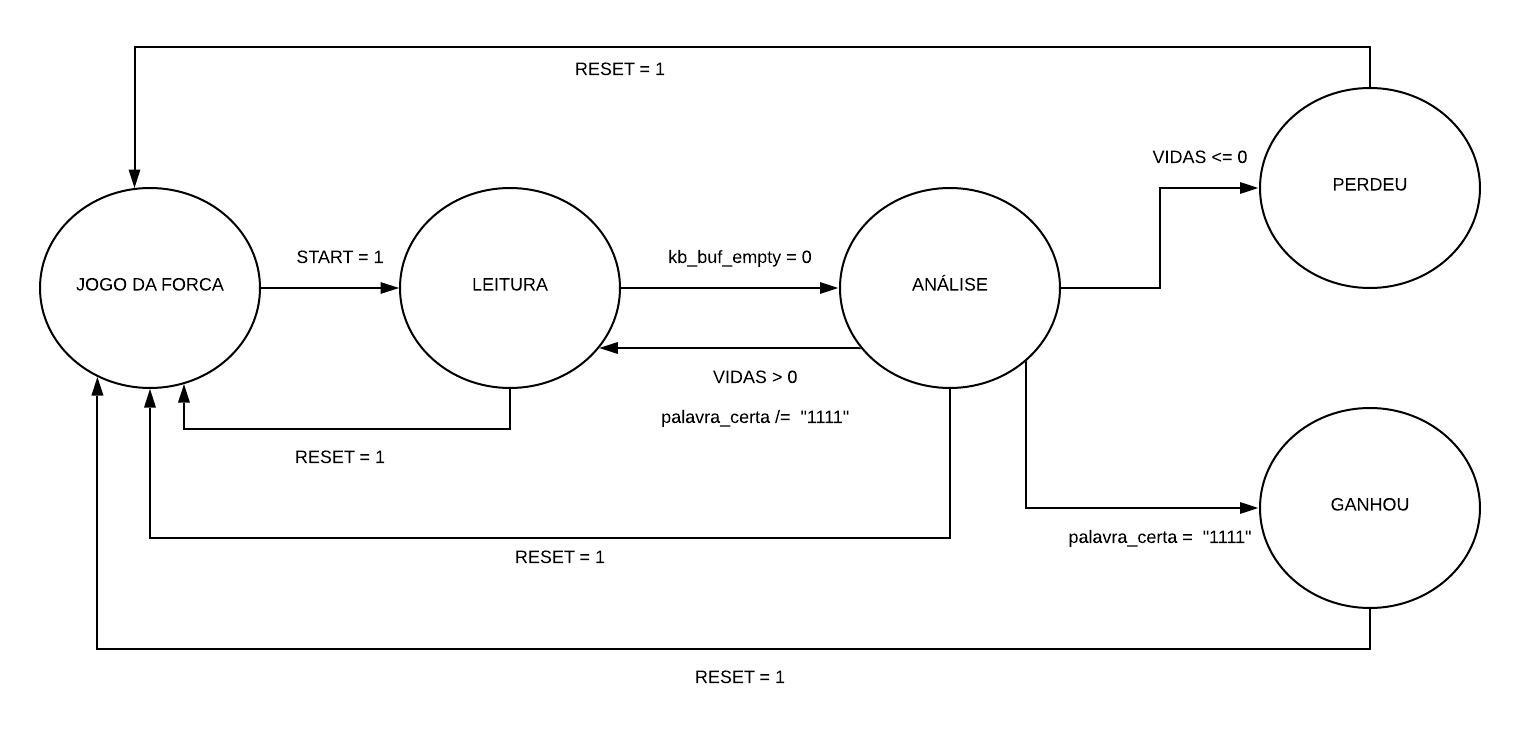 RESET = 1
VIDAS <= 0
PERDEU
START = 1
kb_buf_empty = 0
JOGO DA FORCA
LEITURA
ANÁLISE
VIDAS > 0
palavra_certa /=  "1111"
RESET = 1
GANHOU
palavra_certa =  "1111"
RESET = 1
RESET = 1